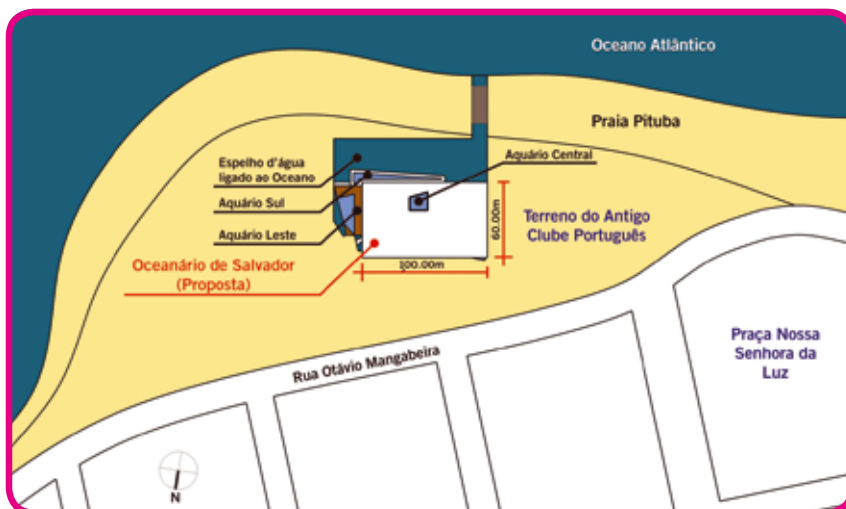 Oceano Atlântico
Praia Pituba
Espelho d'água
ligado ao Oceano
Aquário Central
Aquário Sul
Aquário Leste
60.00m
Terreno do Antigo
Clube Português
Oceanário de Salvador
(Proposta)
100.00m
Rua Otávio Mangabeira
Praça Nossa
Senhora da
Luz
N